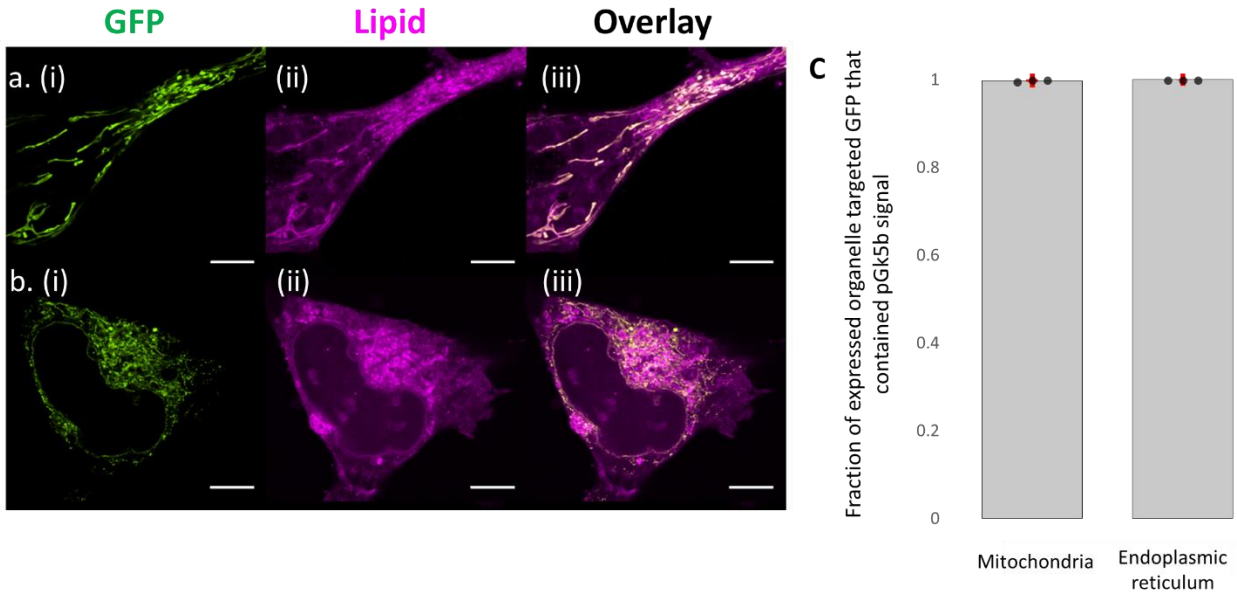 GFP Lipid Overlay
a. (i) (ii) (iii)
b. (i) (ii) (iii)
C
Fraction of expressed organelle targeted GFP that
contained pGk5b signal
1
0.8
0.6
0.4
0.2
0
Mitochondria
Endoplasmic
reticulum